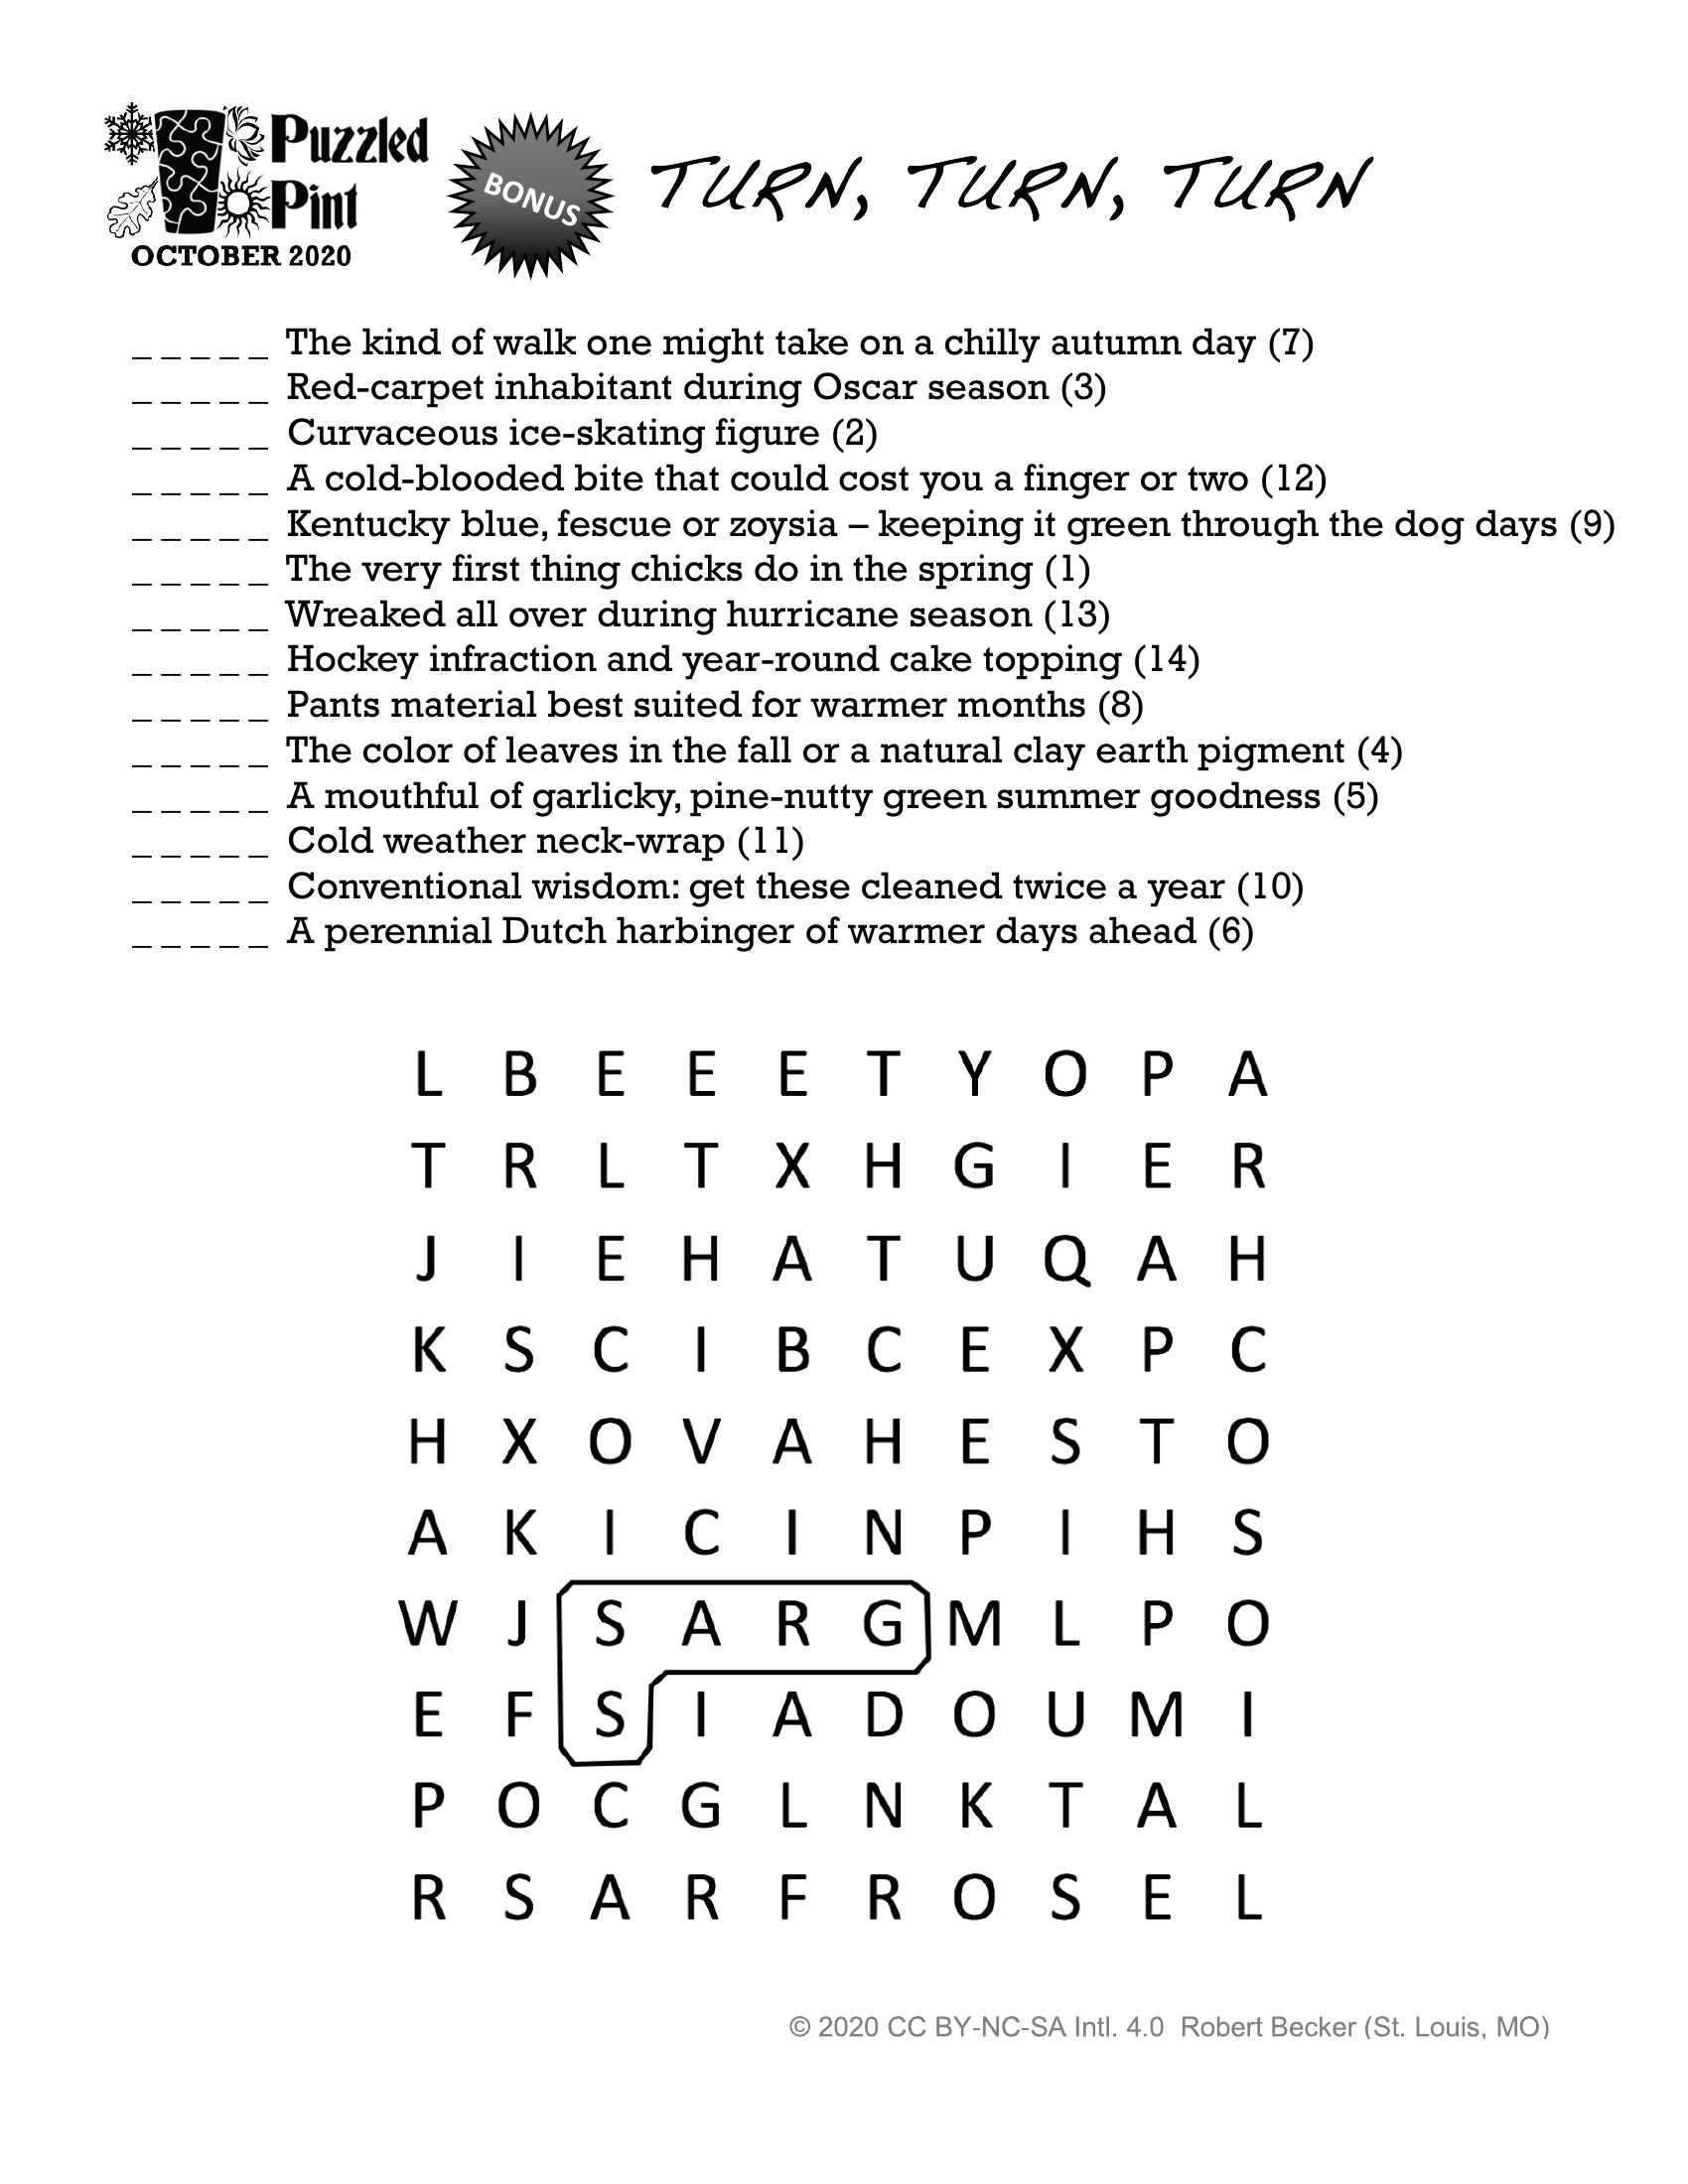 Puzzled
Pint
OCTOBER 2020
BONUS
TURN, TURN, TURN
_ _ _ _ _ The kind of walk one might take on a chilly autumn day (7)
_ _ _ _ _ Red-carpet inhabitant during Oscar season (3)
_ _ _ _ _ Curvaceous ice-skating figure (2)
_ _ _ _ _ A cold-blooded bite that could cost you a finger or two (12)
_ _ _ _ _ Kentucky blue, fescue or zoysia – keeping it green through the dog days (9)
_ _ _ _ _ The very first thing chicks do in the spring (1)
_ _ _ _ _ Wreaked all over during hurricane season (13)
_ _ _ _ _ Hockey infraction and year-round cake topping (14)
_ _ _ _ _ Pants material best suited for warmer months (8)
_ _ _ _ _ The color of leaves in the fall or a natural clay earth pigment (4)
_ _ _ _ _ A mouthful of garlicky, pine-nutty green summer goodness (5)
_ _ _ _ _ Cold weather neck-wrap (11)
_ _ _ _ _ Conventional wisdom: get these cleaned twice a year (10)
_ _ _ _ _ A perennial Dutch harbinger of warmer days ahead (6)
L B E E E T Y O P A
T R L T X H G I E R
J I E H A T U Q A H
K S C I B C E X P C
H X O V A H E S T O
A K I C I N P I H S
W J S A R G M L P O
E F S I A D O U M I
P O C G L N K T A L
R S A R F R O S E L
© 2020 CC BY-NC-SA Intl. 4.0 Robert Becker (St. Louis, MO)